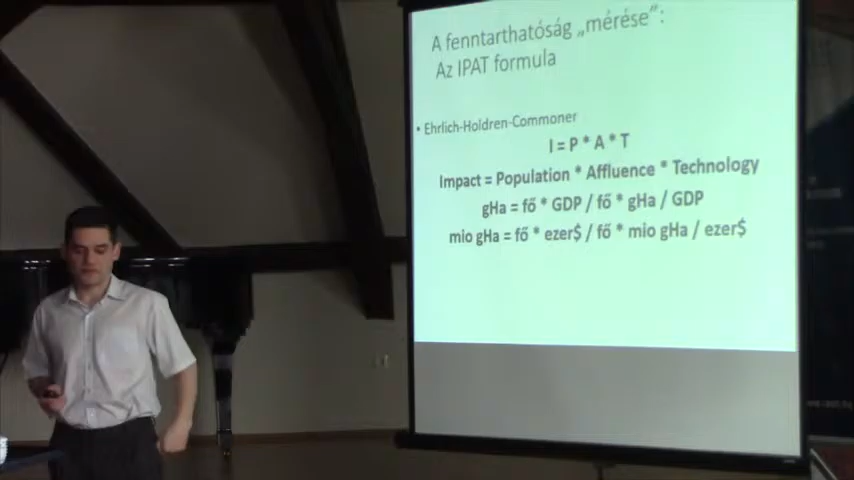 A fenntarthatóság „mérése”:
Az IPAT formula
• Ehrlich-Holdren-Commoner
I = P * A * T
Impact = Population * Affluence * Technology
gHa = fő * GDP / fő * gHa / GDP
mio gHa = fő * ezer$ / fő * mio gHa / ezer$